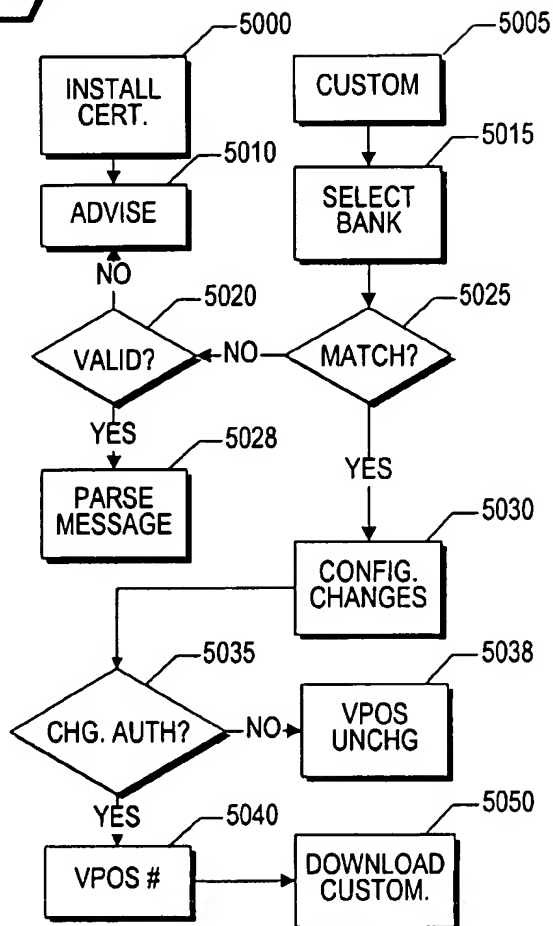 5000
INSTALL
CERT.
5005
CUSTOM
5010
ADVISE
5015
SELECT
BANK
NO
5020
VALID?
NO
5025
MATCH?
YES
5028
PARSE
MESSAGE
YES
5030
CONFIG.
CHANGES
5035
CHG. AUTH?
NO
5038
VPOS
UNCHG
YES
5040
VPOS #
5050
DOWNLOAD
CUSTOM.